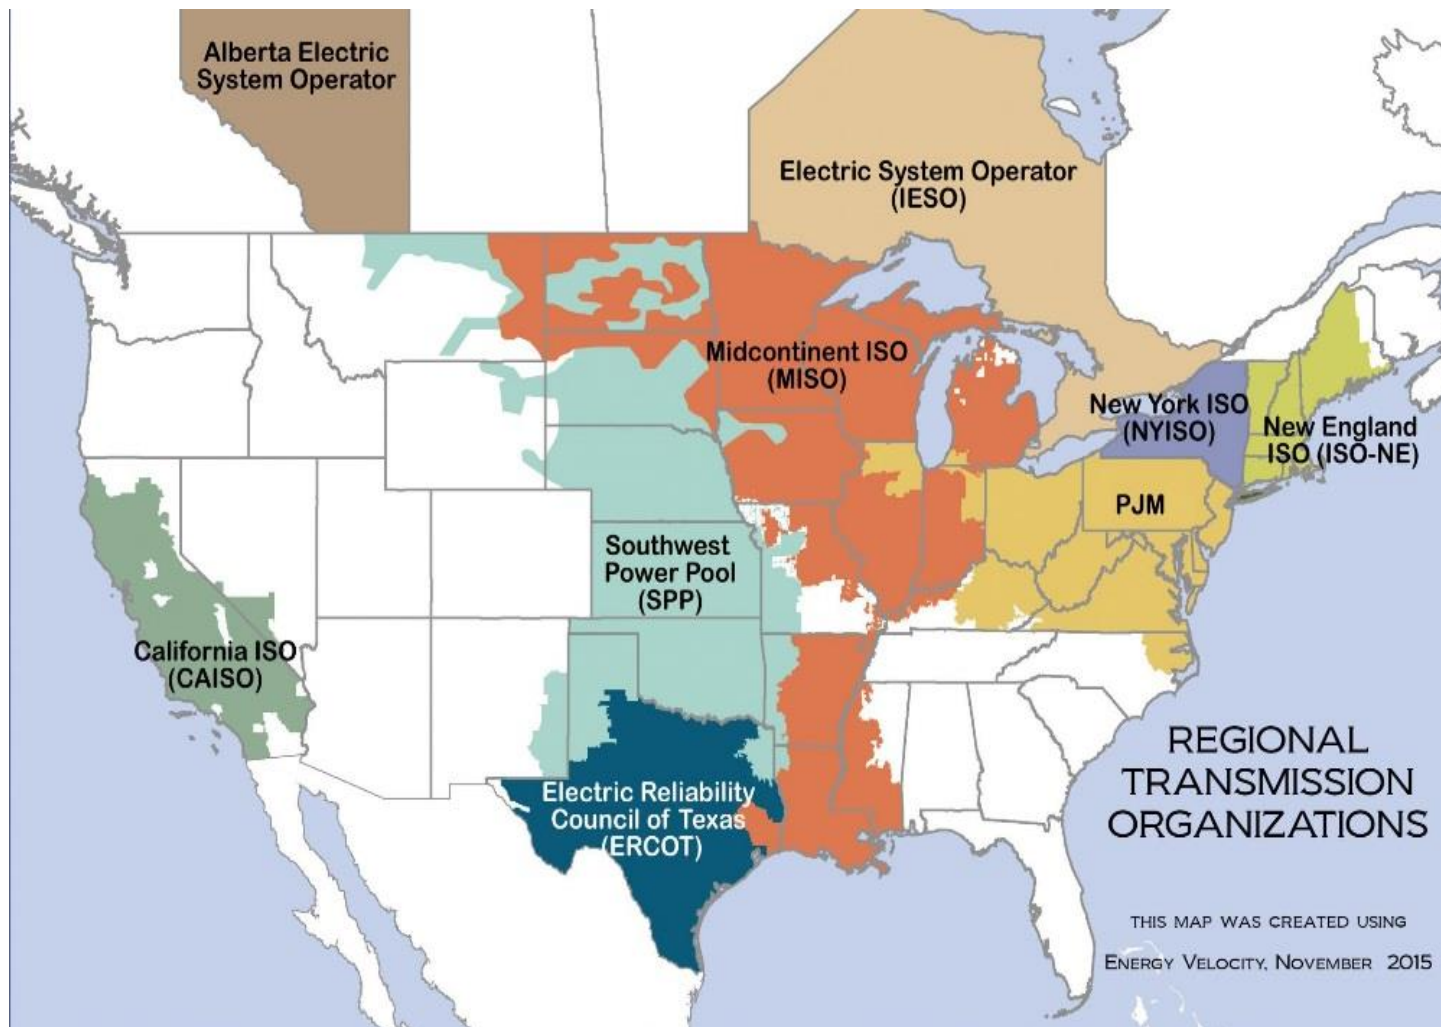 Alberta Electric
System Operator
Electric System Operator
(IESO)
Midcontinent ISO
(MISO)
New York ISO
(NYISO)
New England
ISO (ISO-NE)
PJM
Southwest
Power Pool
(SPP)
California ISO
(CAISO)
Electric Reliability
Council of Texas
(ERCOT)
REGIONAL
TRANSMISSION
ORGANIZATIONS
THIS MAP WAS CREATED USING
ENERGY VELOCITY, NOVEMBER 2015